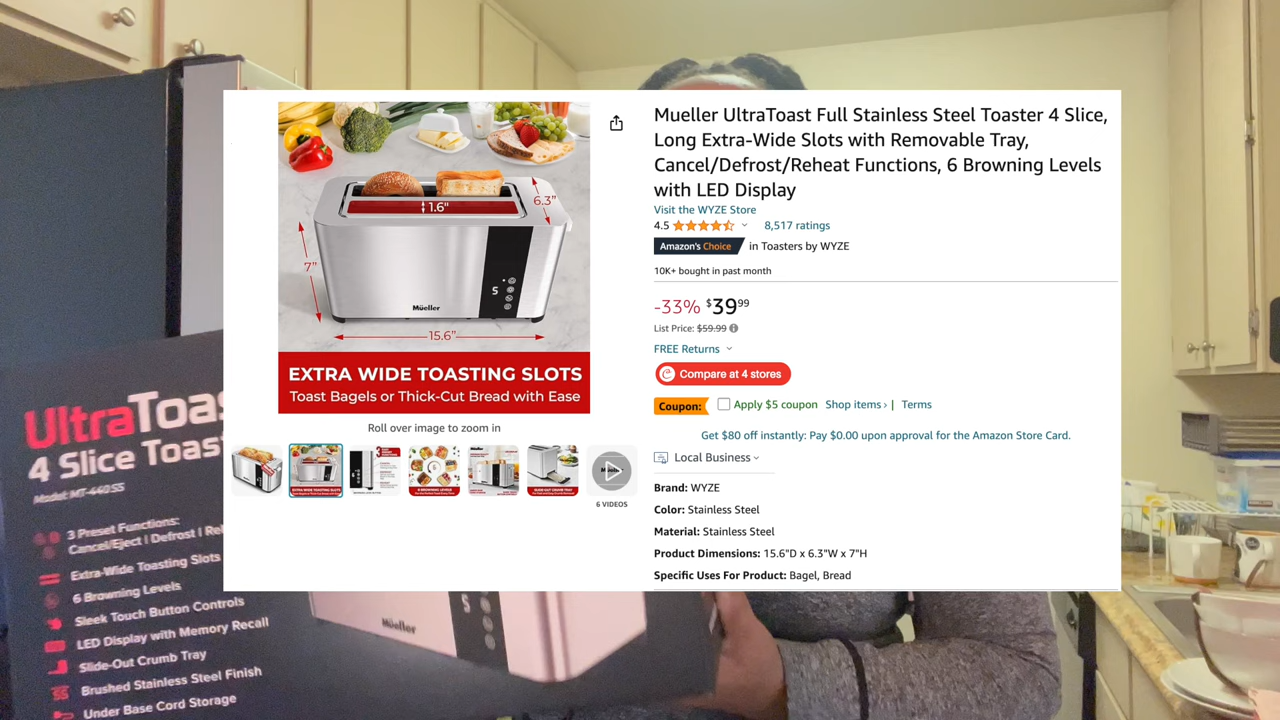 Mueller UltraToast Full Stainless Steel Toaster 4 Slice,
Long Extra-Wide Slots with Removable Tray,
Cancel/Defrost/Reheat Functions, 6 Browning Levels
with LED Display
Visit the WYZE Store
4.5 8,517 ratings
Amazon's Choice in Toasters by WYZE
10K+ bought in past month
-33% $39 99
List Price: $59.99
FREE Returns
Compare at 4 stores
Coupon: Apply $5 coupon Shop items › | Terms
Get $80 off instantly: Pay $0.00 upon approval for the Amazon Store Card.
Local Business
Brand: WYZE
Color: Stainless Steel
Material: Stainless Steel
Product Dimensions: 15.6"D x 6.3"W x 7"H
Specific Uses For Product: Bagel, Bread
1.6"
6.3"
7"
5
Müeller
15.6"
EXTRA WIDE TOASTING SLOTS
Toast Bagels or Thick-Cut Bread with Ease
Roll over image to zoom in
6 VIDEOS
UltraToas
4 Slice Toas
3 Preset Functions:
Cancel/Eject | Defrost | Re
Extra-Wide Toasting Slots
6 Browning Levels
Sleek Touch Button Controls
LED Display with Memory Recall
Slide-Out Crumb Tray
Brushed Stainless Steel Finish
Under Base Cord Storage
5
Müeller